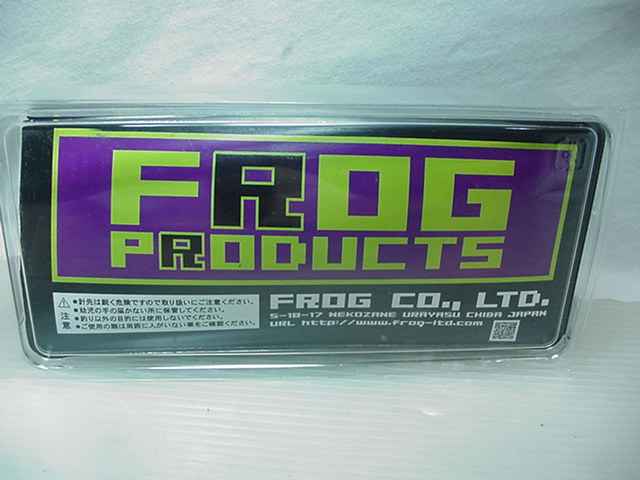 FROG
PRODUCTS
注意
●針先は鋭く危険ですので取り扱いにご注意ください。
●幼児の手の届かない所に保管してください。
●釣り以外の目的には使用しないでください。
●ご使用の際は周囲に人がいない事をご確認ください。
FROG CO., LTD.
5-18-17 NEKOZANE URAYASU CHIBA JAPAN
URL http://www.frog-ltd.com